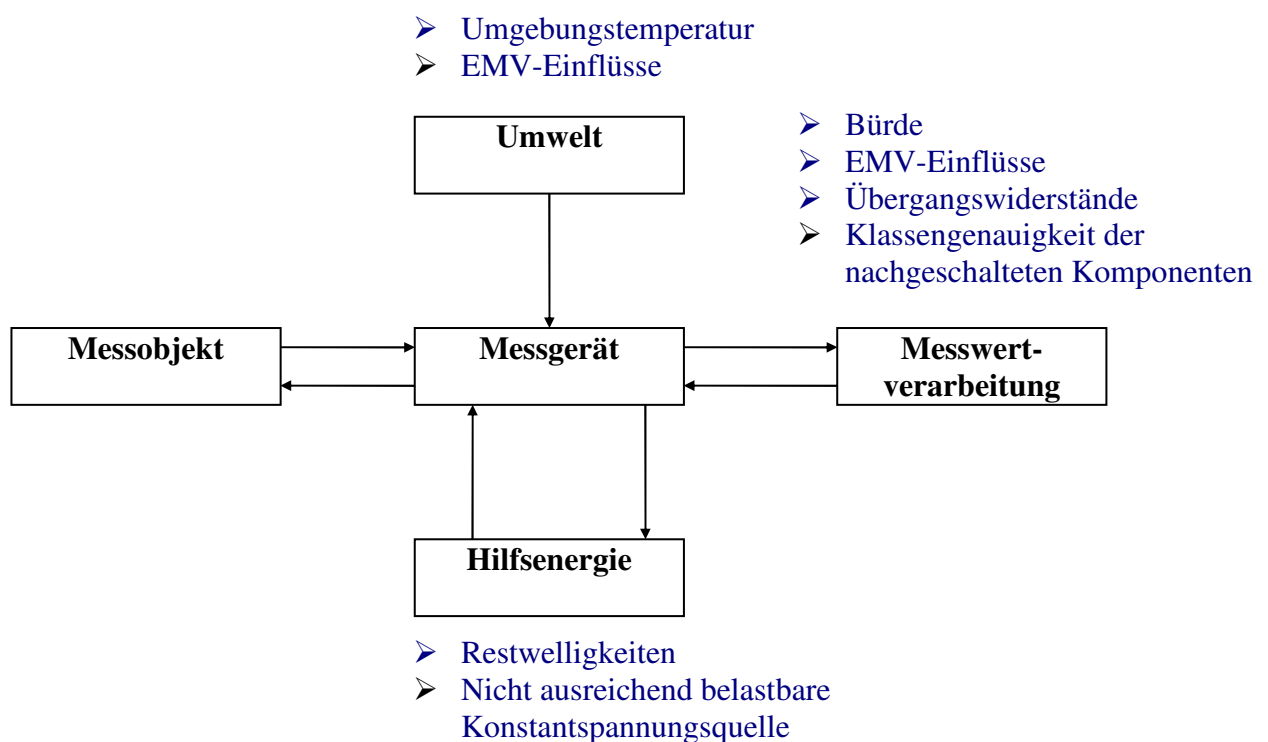 ➢ Umgebungstemperatur
➢ EMV-Einflüsse
Umwelt
➢ Bürde
➢ EMV-Einflüsse
➢ Übergangswiderstände
➢ Klassengenauigkeit der
nachgeschalteten Komponenten
Messobjekt
Messgerät
Messwert-
verarbeitung
Hilfsenergie
➢ Restwelligkeiten
➢ Nicht ausreichend belastbare
Konstantspannungsquelle